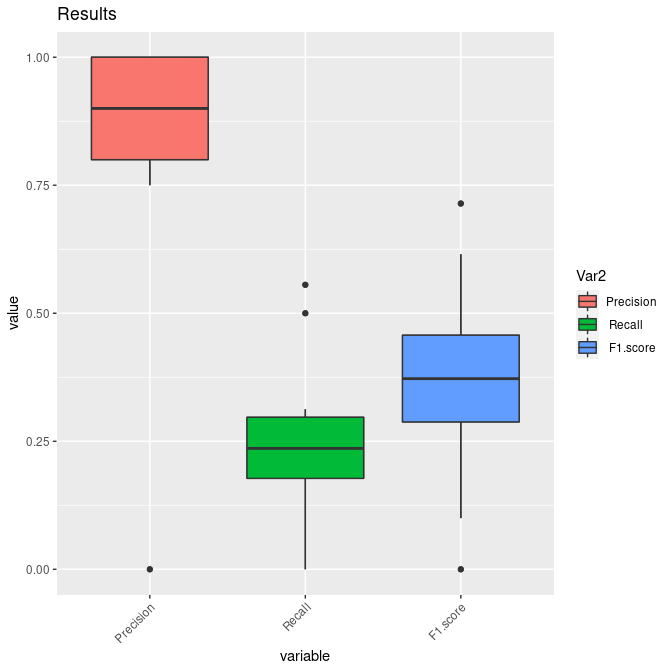 Results
1.00
0.75
0.50
0.25
0.00
value
Precision
Recall
F1.score
variable
Var2
Precision
Recall
F1.score